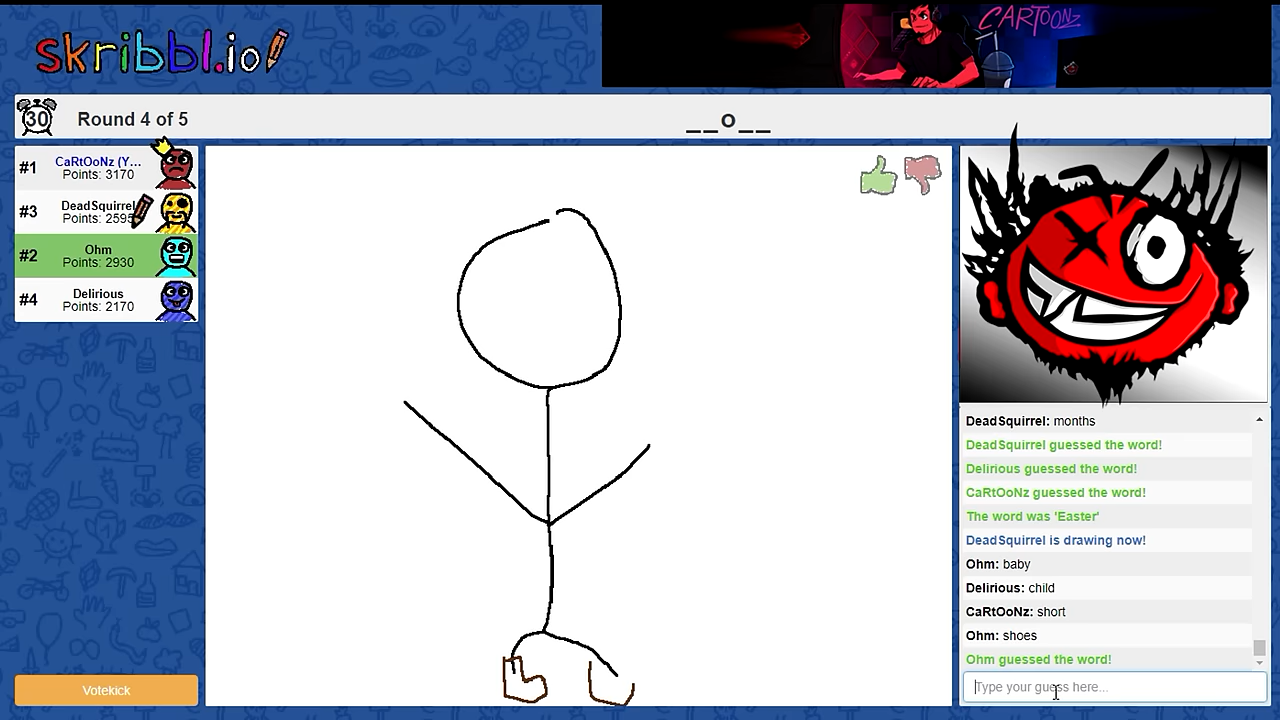 CARTOONZ
skribbl.io
30
Round 4 of 5
__o__
#1
CaRtOoNz (Y...
Points: 3170
#3
DeadSquirrel
Points: 2595
#2
Ohm
Points: 2930
#4
Delirious
Points: 2170
DeadSquirrel: months
DeadSquirrel guessed the word!
Delirious guessed the word!
CaRtOoNz guessed the word!
The word was 'Easter'
DeadSquirrel is drawing now!
Ohm: baby
Delirious: child
CaRtOoNz: short
Ohm: shoes
Ohm guessed the word!
Type your guess here...
Votekick